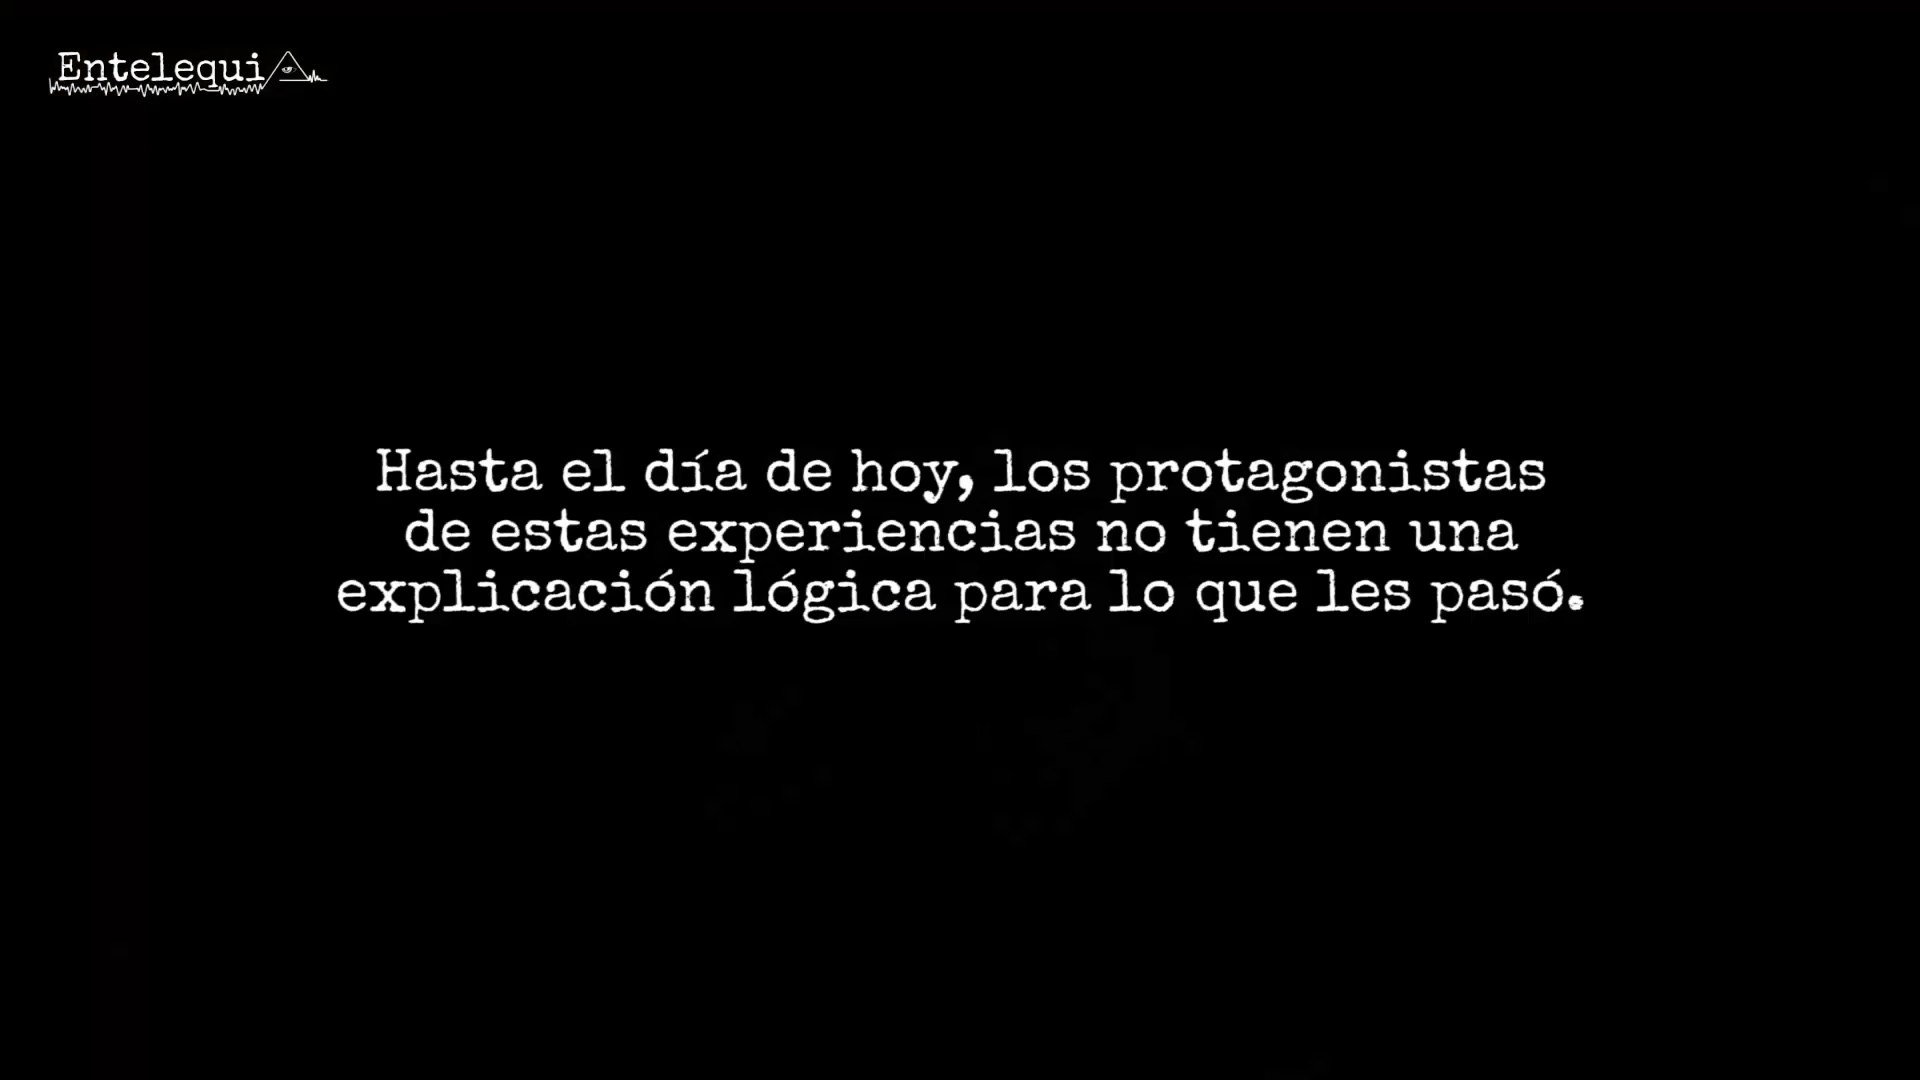 Entelequi
Hasta el día de hoy, los protagonistas
de estas experiencias no tienen una
explicación lógica para lo que les pasó.